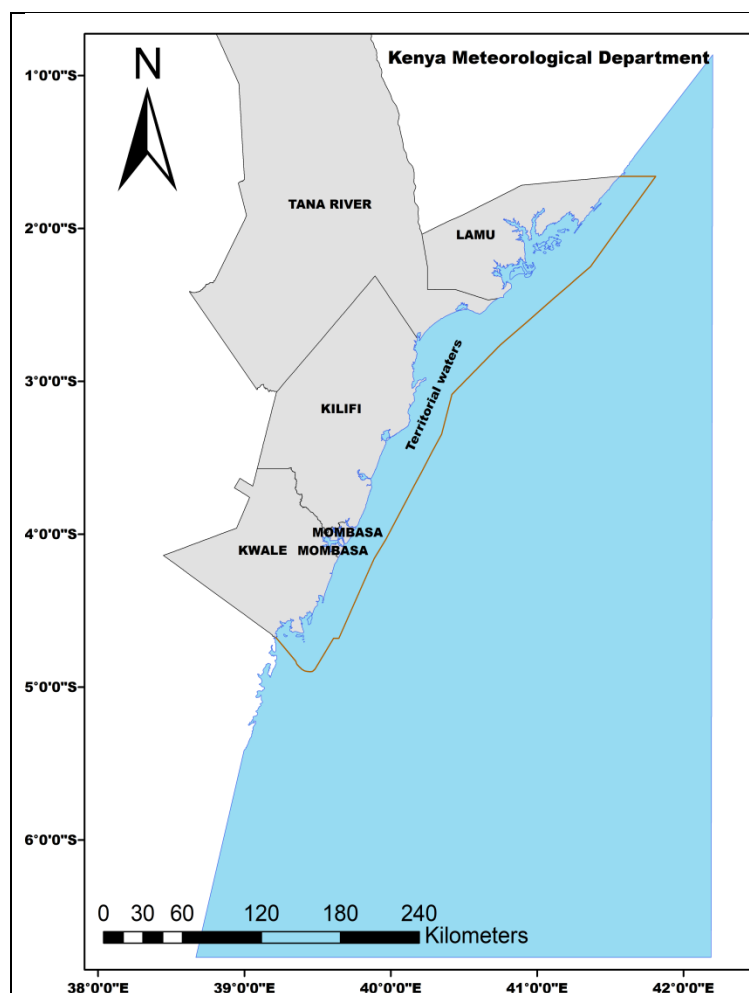 Kenya Meteorological Department
N
1°0'0"S
2°0'0"S
3°0'0"S
4°0'0"S
5°0'0"S
6°0'0"S
TANA RIVER
LAMU
Territorial waters
KILIFI
MOMBASA
KWALE MOMBASA
0 30 60 120 180 240
Kilometers
38°0'0"E 39°0'0"E 40°0'0"E 41°0'0"E 42°0'0"E